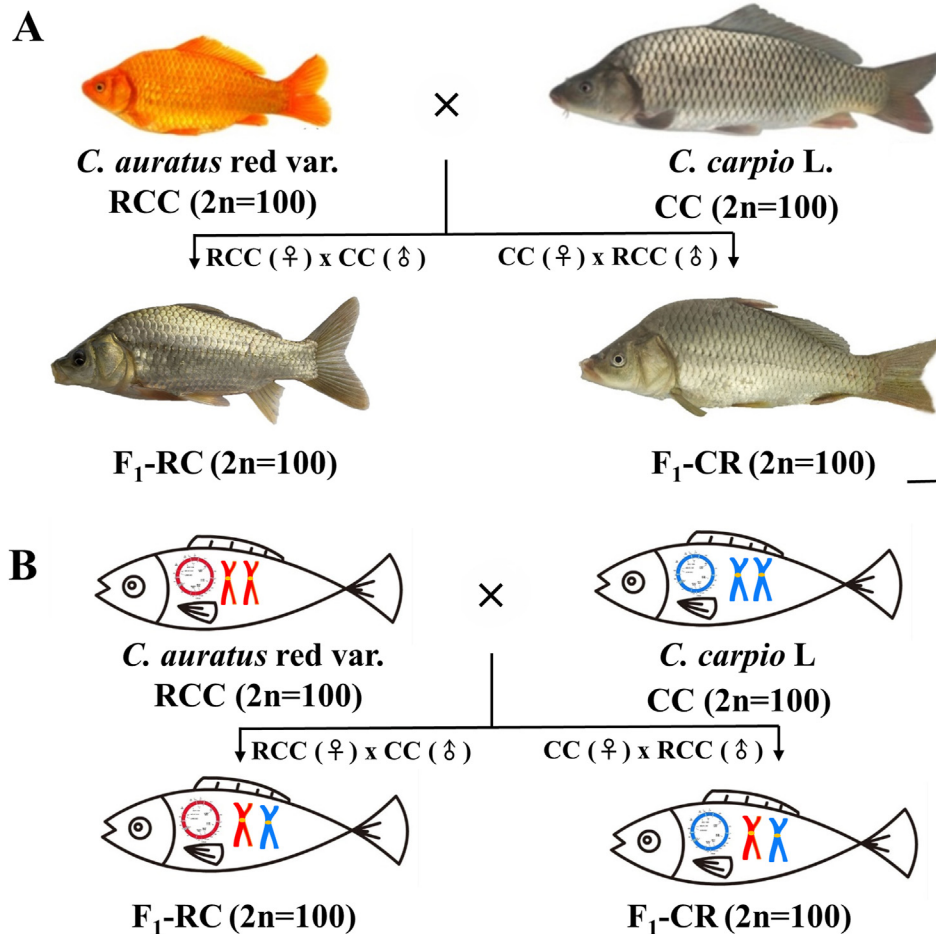 A
×
C. auratus red var.
RCC (2n=100)
C. carpio L.
CC (2n=100)
RCC (♀) x CC (♂)
CC (♀) x RCC (♂)
F₁-RC (2n=100)
F₁-CR (2n=100)
B
×
C. auratus red var.
RCC (2n=100)
C. carpio L
CC (2n=100)
RCC (♀) x CC (♂)
CC (♀) x RCC (♂)
F₁-RC (2n=100)
F₁-CR (2n=100)